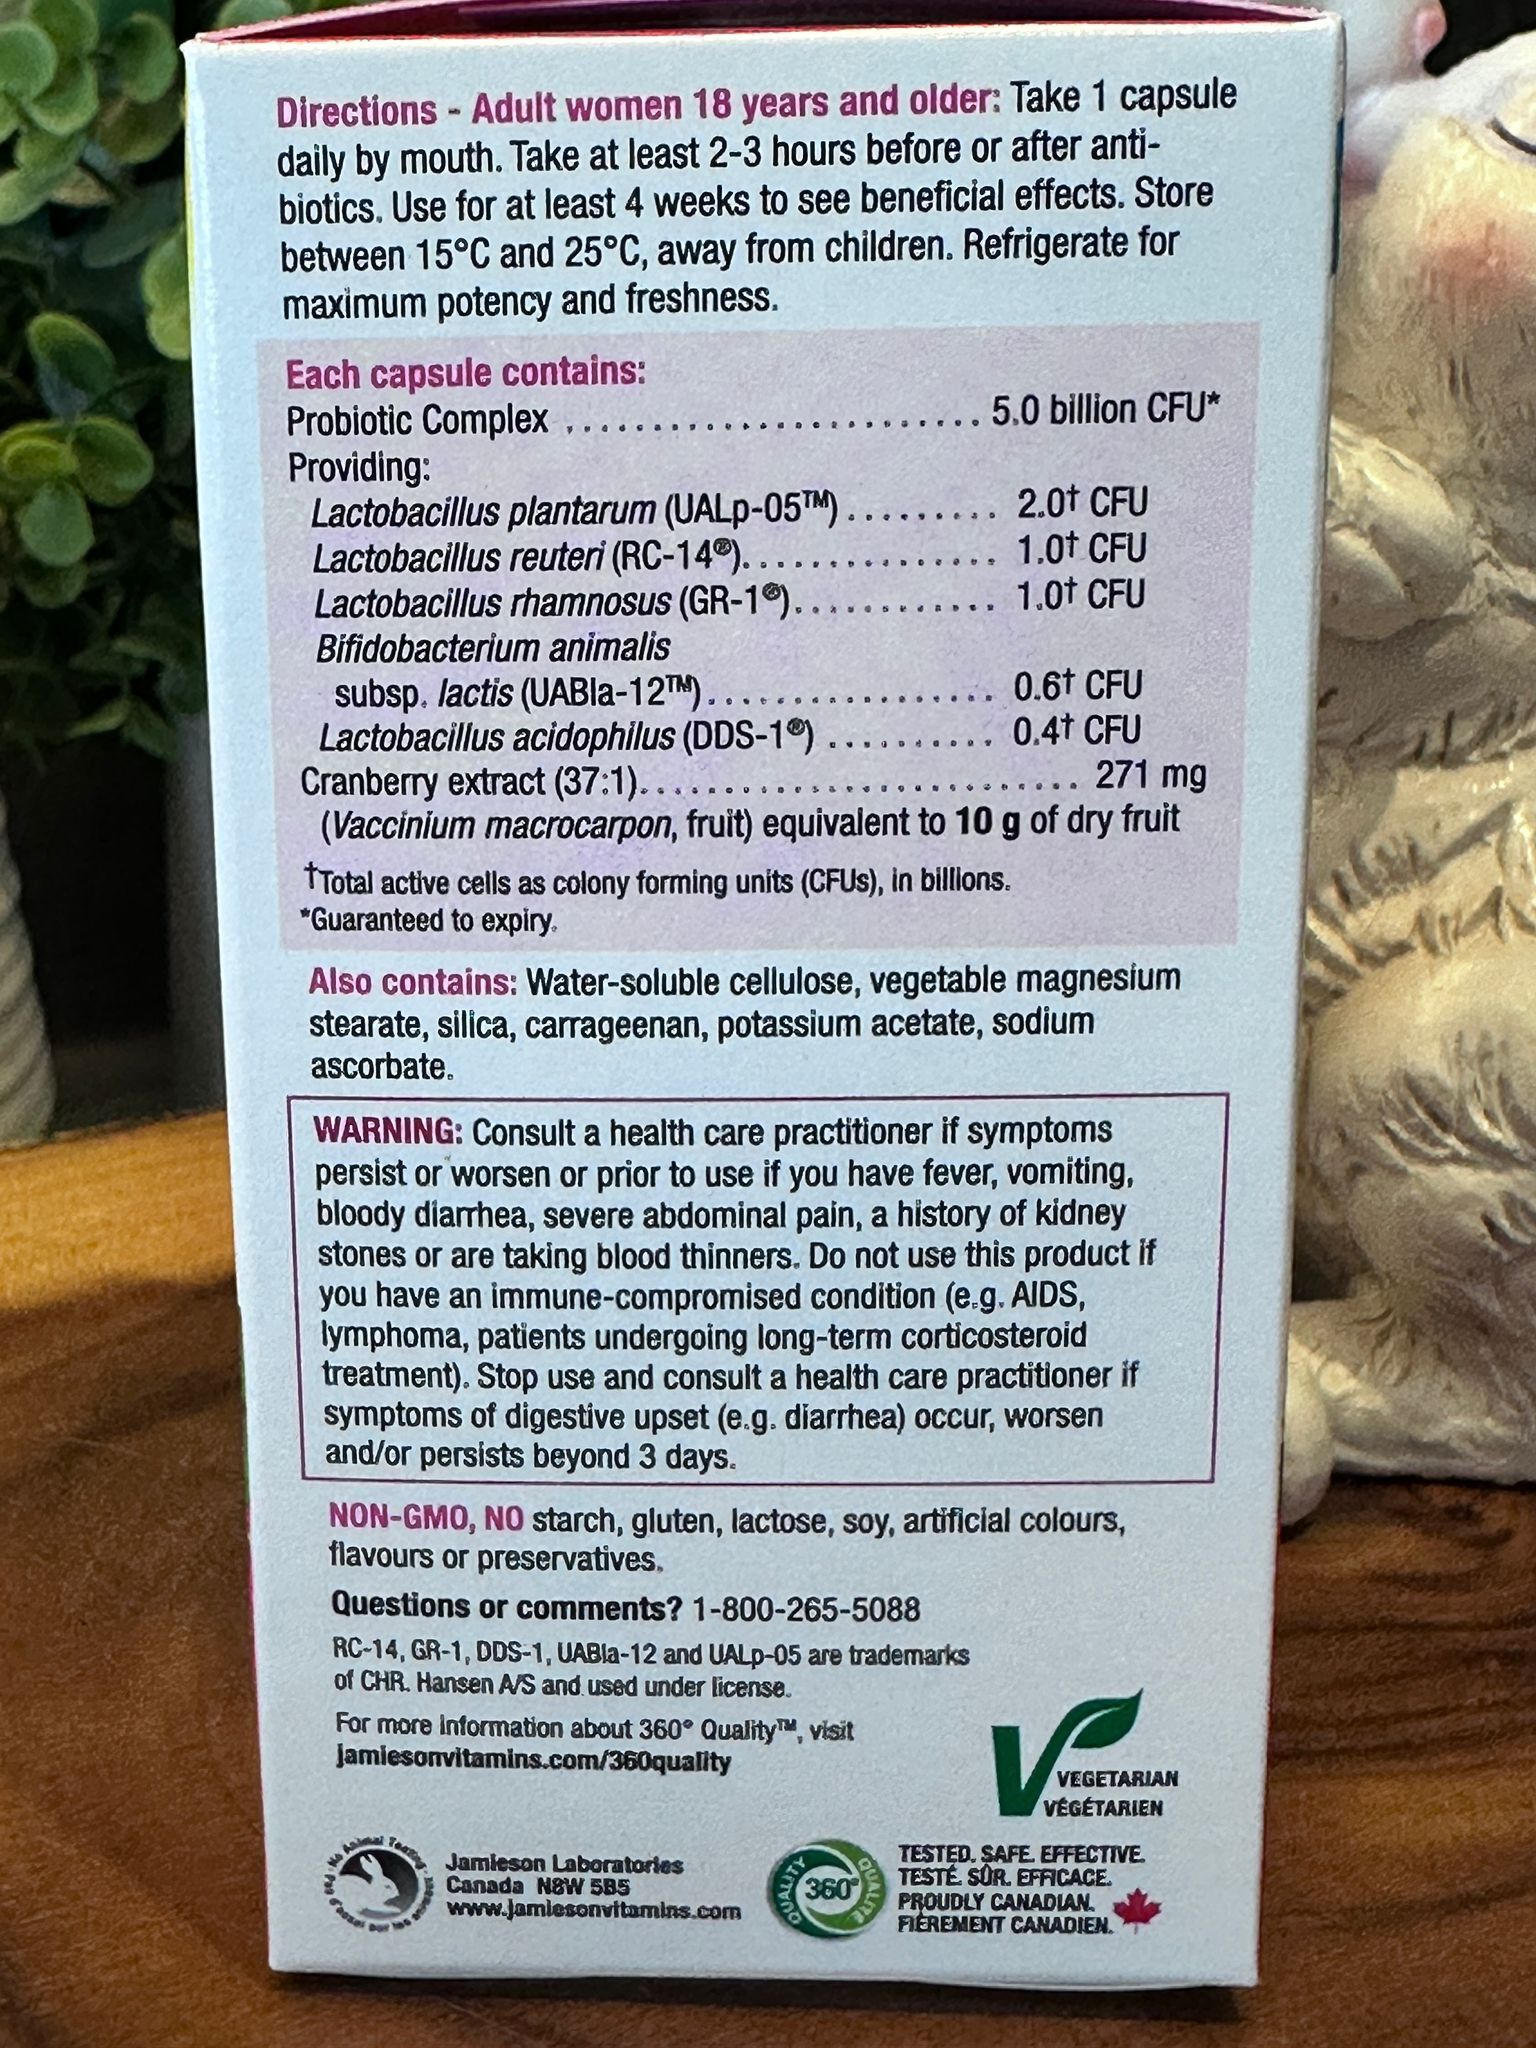 Directions - Adult women 18 years and older: Take 1 capsule
daily by mouth. Take at least 2-3 hours before or after anti-
biotics. Use for at least 4 weeks to see beneficial effects. Store
between 15°C and 25°C, away from children. Refrigerate for
maximum potency and freshness.
Each capsule contains:
Probiotic Complex ........................ 5.0 billion CFU*
Providing:
Lactobacillus plantarum (UALp-05™) ......... 2.0† CFU
Lactobacillus reuteri (RC-14®)............... 1.0† CFU
Lactobacillus rhamnosus (GR-1®)............ 1.0† CFU
Bifidobacterium animalis
subsp. lactis (UABla-12™)................. 0.6† CFU
Lactobacillus acidophilus (DDS-1®) .......... 0.4† CFU
Cranberry extract (37:1)......................... 271 mg
(Vaccinium macrocarpon, fruit) equivalent to 10 g of dry fruit
†Total active cells as colony forming units (CFUs), in billions.
*Guaranteed to expiry.
Also contains: Water-soluble cellulose, vegetable magnesium
stearate, silica, carrageenan, potassium acetate, sodium
ascorbate.
WARNING: Consult a health care practitioner if symptoms
persist or worsen or prior to use if you have fever, vomiting,
bloody diarrhea, severe abdominal pain, a history of kidney
stones or are taking blood thinners. Do not use this product if
you have an immune-compromised condition (e.g. AIDS,
lymphoma, patients undergoing long-term corticosteroid
treatment). Stop use and consult a health care practitioner if
symptoms of digestive upset (e.g. diarrhea) occur, worsen
and/or persists beyond 3 days.
NON-GMO, NO starch, gluten, lactose, soy, artificial colours,
flavours or preservatives.
Questions or comments? 1-800-265-5088
RC-14, GR-1, DDS-1, UABla-12 and UALp-05 are trademarks
of CHR. Hansen A/S and used under license.
For more information about 360° Quality™, visit
jamiesonvitamins.com/360quality
VEGETARIAN
VÉGÉTARIEN
No Animal Testing
Pas d'essai sur les animaux
Jamieson Laboratories
Canada N8W 5B5
www.jamiesonvitamins.com
QUALITY
360°
QUALITÉ
TESTED. SAFE. EFFECTIVE.
TESTÉ. SÛR. EFFICACE.
PROUDLY CANADIAN.
FIÈREMENT CANADIEN.